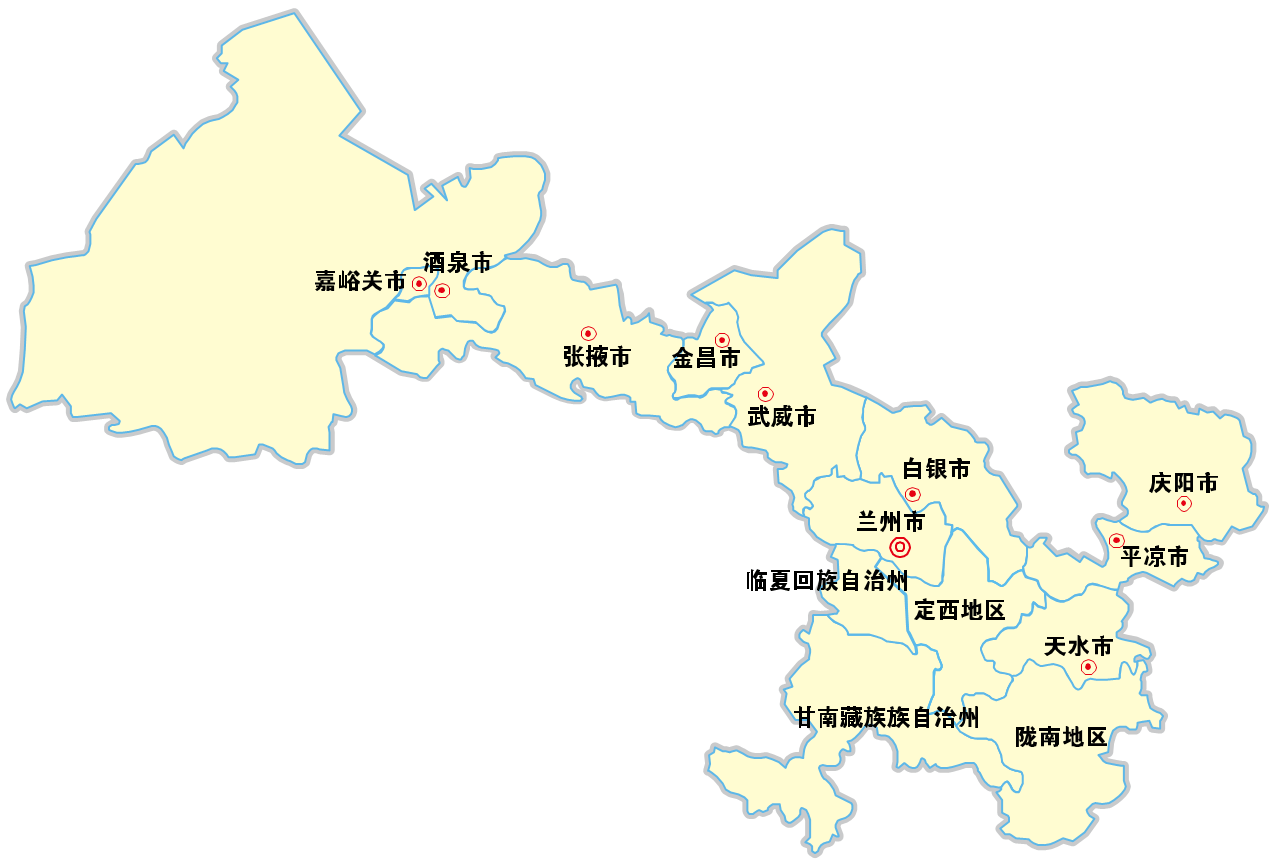 酒泉市
嘉峪关市
张掖市
金昌市
武威市
白银市
庆阳市
兰州市
平凉市
临夏回族自治州
定西地区
天水市
甘南藏族族自治州
陇南地区